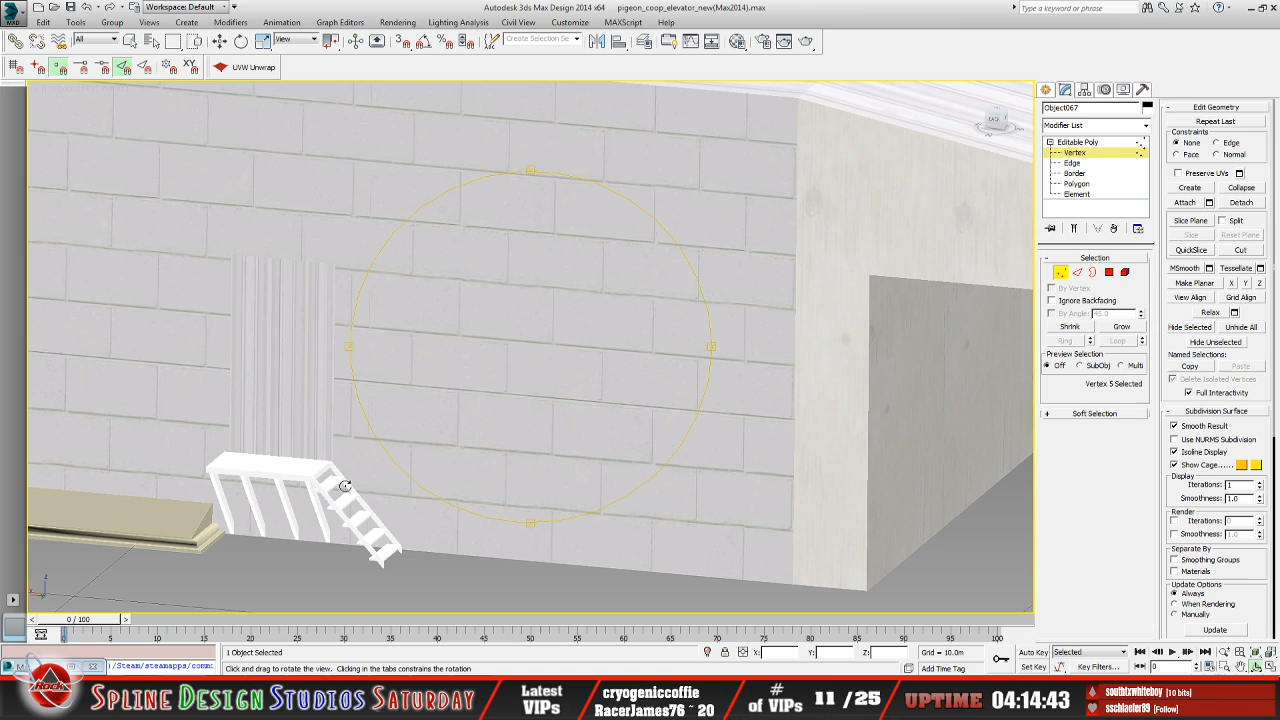 Workspace: Default
Autodesk 3ds Max Design 2014 x64
pigeon_coop_elevator_new(Max2014).max
Type a keyword or phrase
MXD
Edit
Tools
Group
Views
Create
Modifiers
Animation
Graph Editors
Rendering
Lighting Analysis
Civil View
Customize
MAXScript
Help
All
View
Create Selection Se
XY
UVW Unwrap
Object067
Modifier List
Editable Poly
Vertex
Edge
Border
Polygon
Element
Selection
By Vertex
Ignore Backfacing
By Angle: 45.0
Shrink
Grow
Ring
Loop
Preview Selection
Off
SubObj
Multi
Vertex 5 Selected
Soft Selection
Edit Geometry
Repeat Last
Constraints
None
Edge
Face
Normal
Preserve UVs
Create
Collapse
Attach
Detach
Slice Plane
Split
Slice
Reset Plane
QuickSlice
Cut
MSmooth
Tessellate
Make Planar
X
Y
Z
View Align
Grid Align
Relax
Hide Selected
Unhide All
Hide Unselected
Named Selections:
Copy
Paste
Delete Isolated Vertices
Full Interactivity
Subdivision Surface
Smooth Result
Use NURMS Subdivision
Isoline Display
Show Cage......
Display
Iterations: 1
Smoothness: 1.0
Render
Iterations: 0
Smoothness: 1.0
Separate By
Smoothing Groups
Materials
Update Options
Always
When Rendering
Manually
Update
0 / 100
0 5 10 15 20 25 30 35 40 45 50 55 60 65 70 75 80 85 90 95 100
1 Object Selected
X:
Y:
Z:
Grid = 10.0m
Auto Key
Selected
/Steam/steamapps/commo
Click and drag to rotate the view. Clicking in the tabs constrains the rotation
Add Time Tag
Set Key
Key Filters...
0
Rock
Spline Design Studios Saturday
Latest VIPs
cryogeniccoffie
RacerJames76 ~ 20
# of VIPs
11 /25
Uptime
04:14:43
southtxwhiteboy [10 bits]
sschlaefer99 [Follow]